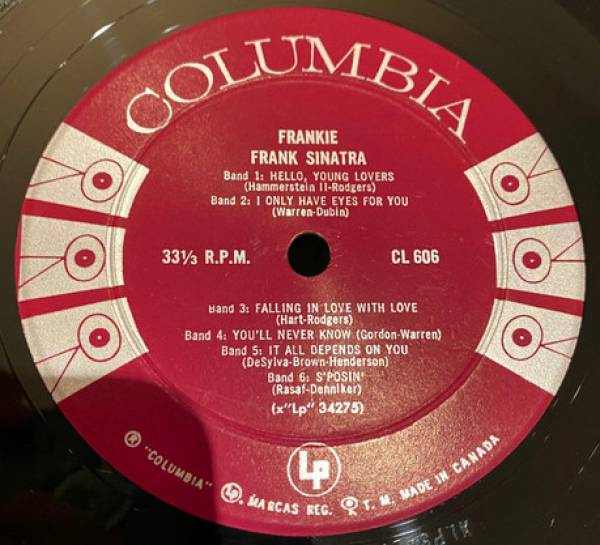 COLUMBIA
FRANKIE
FRANK SINATRA
Band 1: HELLO, YOUNG LOVERS
(Hammerstein II-Rodgers)
Band 2: I ONLY HAVE EYES FOR YOU
(Warren-Dubin)
33⅓ R.P.M.
CL 606
Band 3: FALLING IN LOVE WITH LOVE
(Hart-Rodgers)
Band 4: YOU'LL NEVER KNOW (Gordon-Warren)
Band 5: IT ALL DEPENDS ON YOU
(DeSylva-Brown-Henderson)
Band 6: S'POSIN'
(Rasaf-Denniker)
(x"Lp" 34275)
Lp
® "COLUMBIA" , MARCAS REG. T. M. MADE IN CANADA